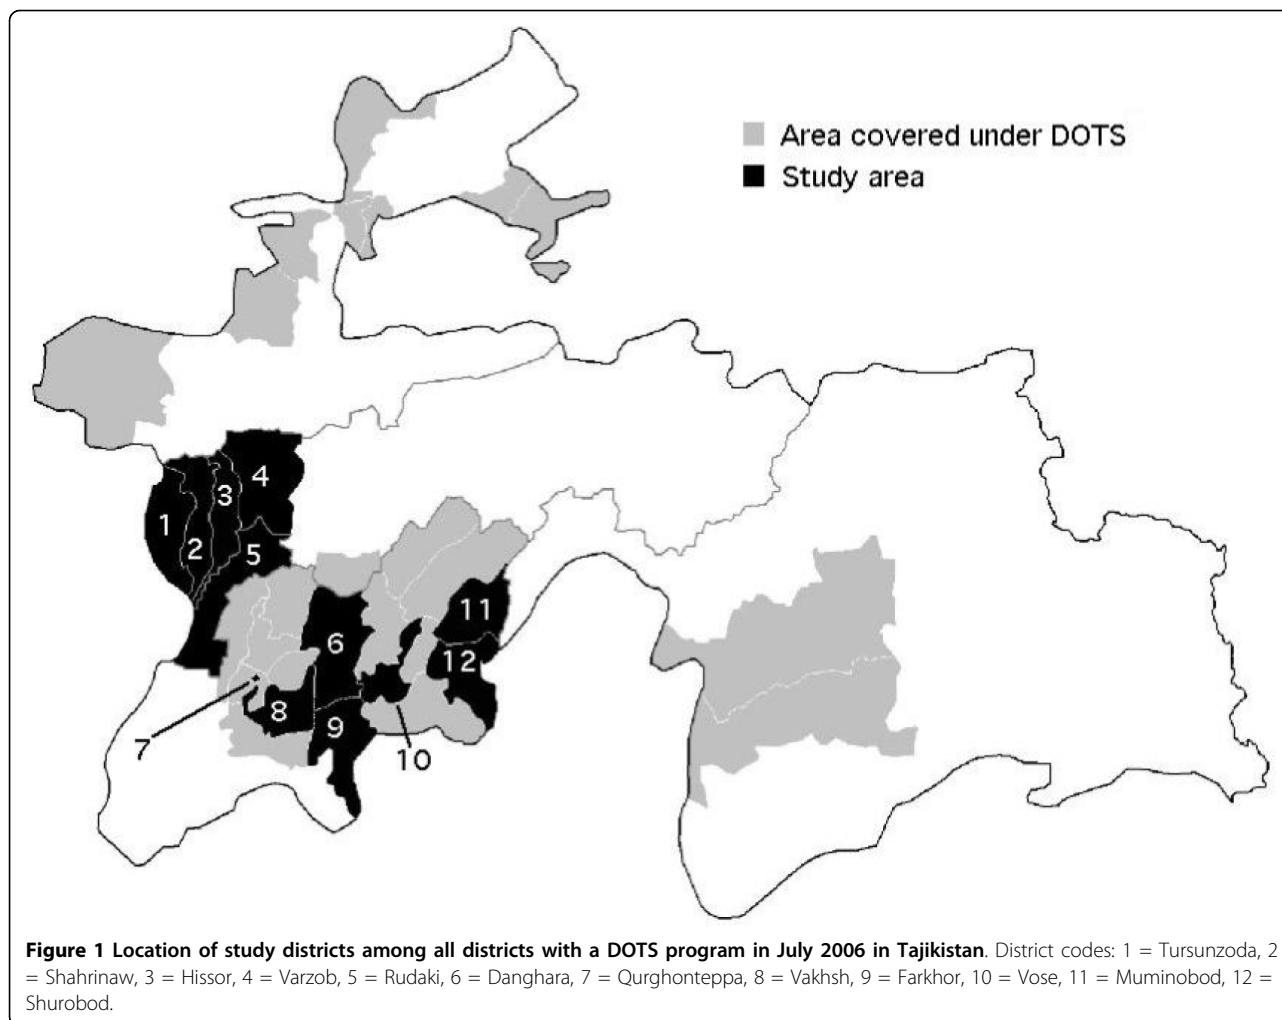 Area covered under DOTS
Study area
4
3
1
2
5
11
6
12
8
9
7
10
Figure 1 Location of study districts among all districts with a DOTS program in July 2006 in Tajikistan. District codes: 1 = Tursunzoda, 2
= Shahrinaw, 3 = Hissor, 4 = Varzob, 5 = Rudaki, 6 = Danghara, 7 = Qurghonteppa, 8 = Vakhsh, 9 = Farkhor, 10 = Vose, 11 = Muminobod, 12 =
Shurobod.